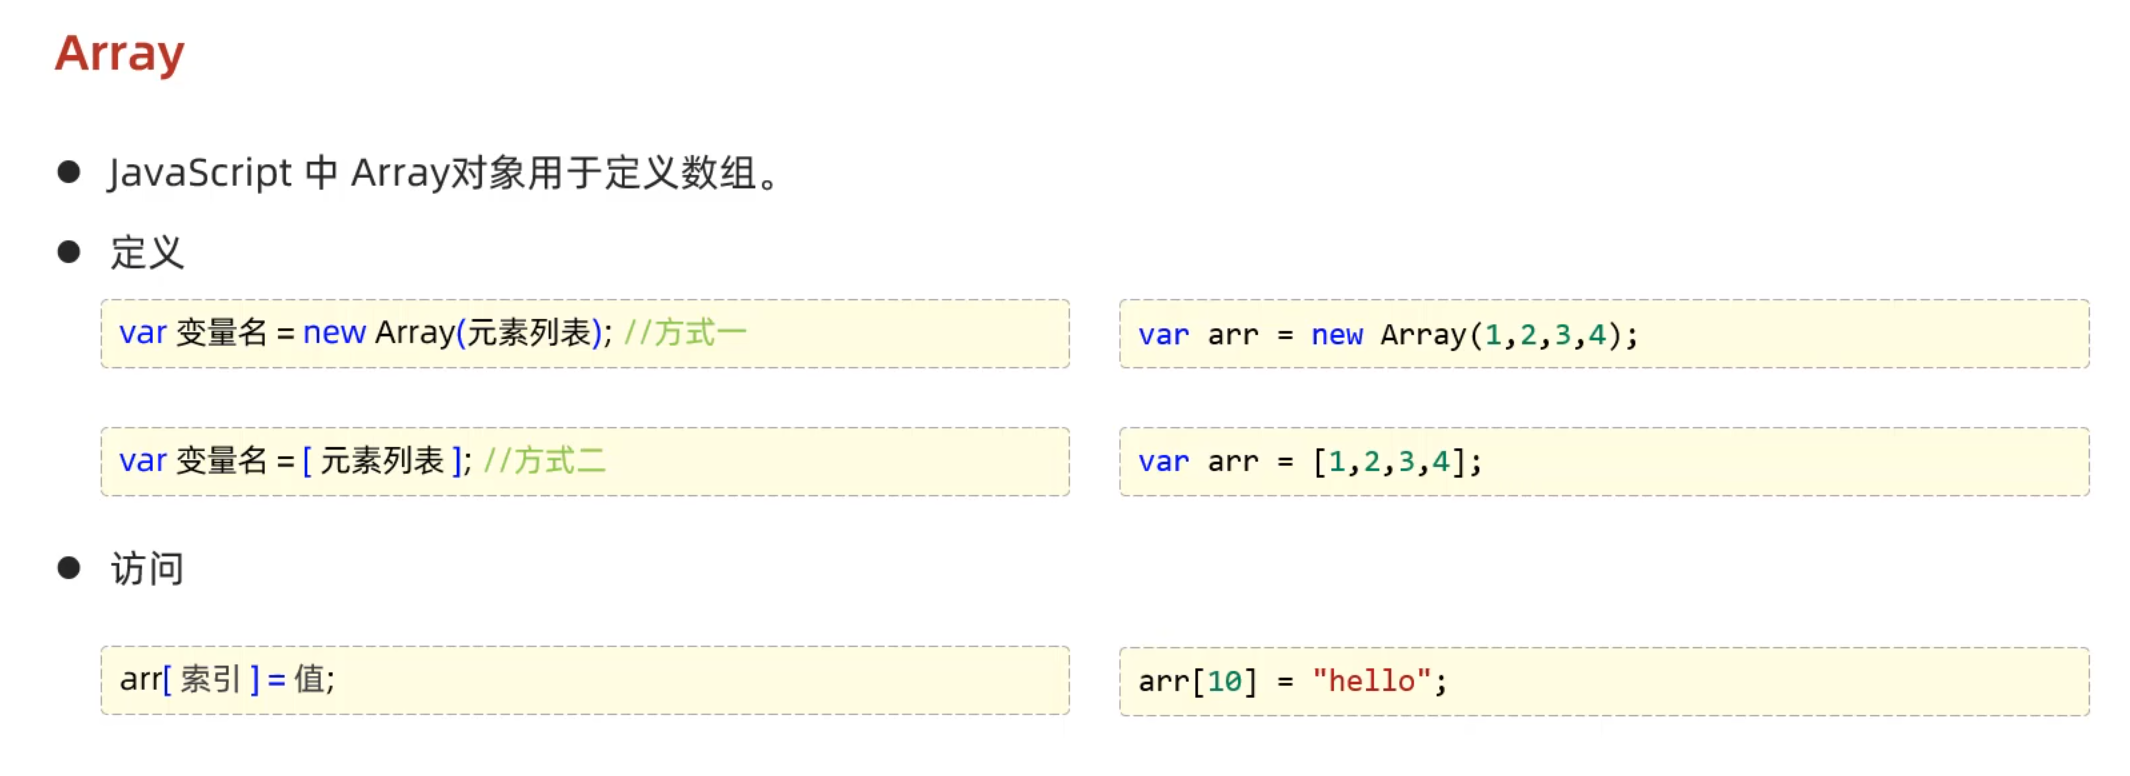 Array
● JavaScript 中 Array对象用于定义数组。
● 定义
var 变量名 = new Array(元素列表); //方式一
var arr = new Array(1,2,3,4);
var 变量名 = [ 元素列表 ]; //方式二
var arr = [1,2,3,4];
● 访问
arr[ 索引 ] = 值;
arr[10] = "hello";